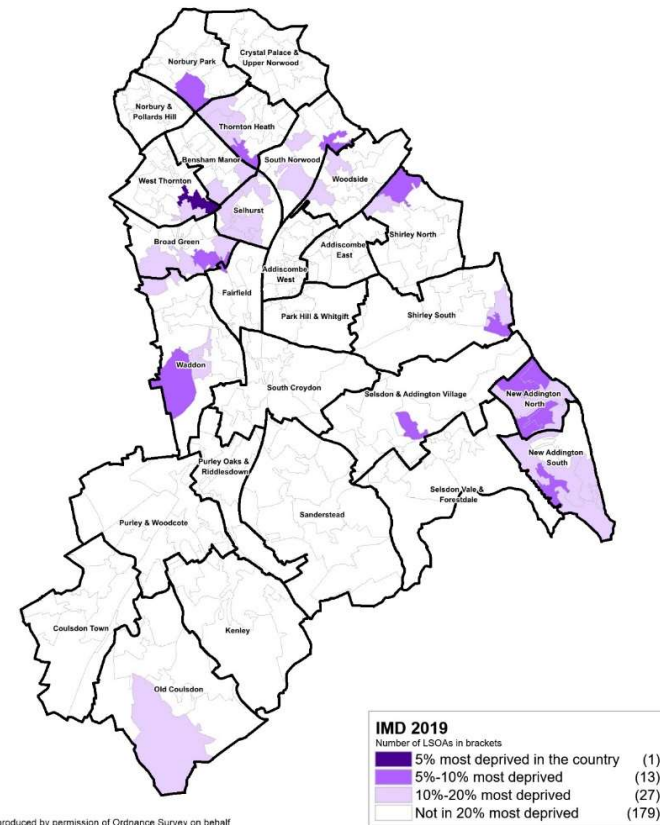 Norbury Park
Crystal Palace &
Upper Norwood
Norbury &
Pollards Hill
Thornton Heath
Bensham Manor
South Norwood
West Thornton
Woodside
Selhurst
Broad Green
Shirley North
Addiscombe
East
Addiscombe
West
Fairfield
Park Hill & Whitgift
Shirley South
Waddon
South Croydon
Selsdon & Addington Village
New Addington
North
New Addington
South
Purley Oaks &
Riddlesdown
Selsdon Vale &
Forestdale
Sanderstead
Purley & Woodcote
Coulsdon Town
Kenley
Old Coulsdon
IMD 2019
Number of LSOAs in brackets
5% most deprived in the country (1)
5%-10% most deprived (13)
10%-20% most deprived (27)
Not in 20% most deprived (179)
produced by permission of Ordnance Survey on behalf